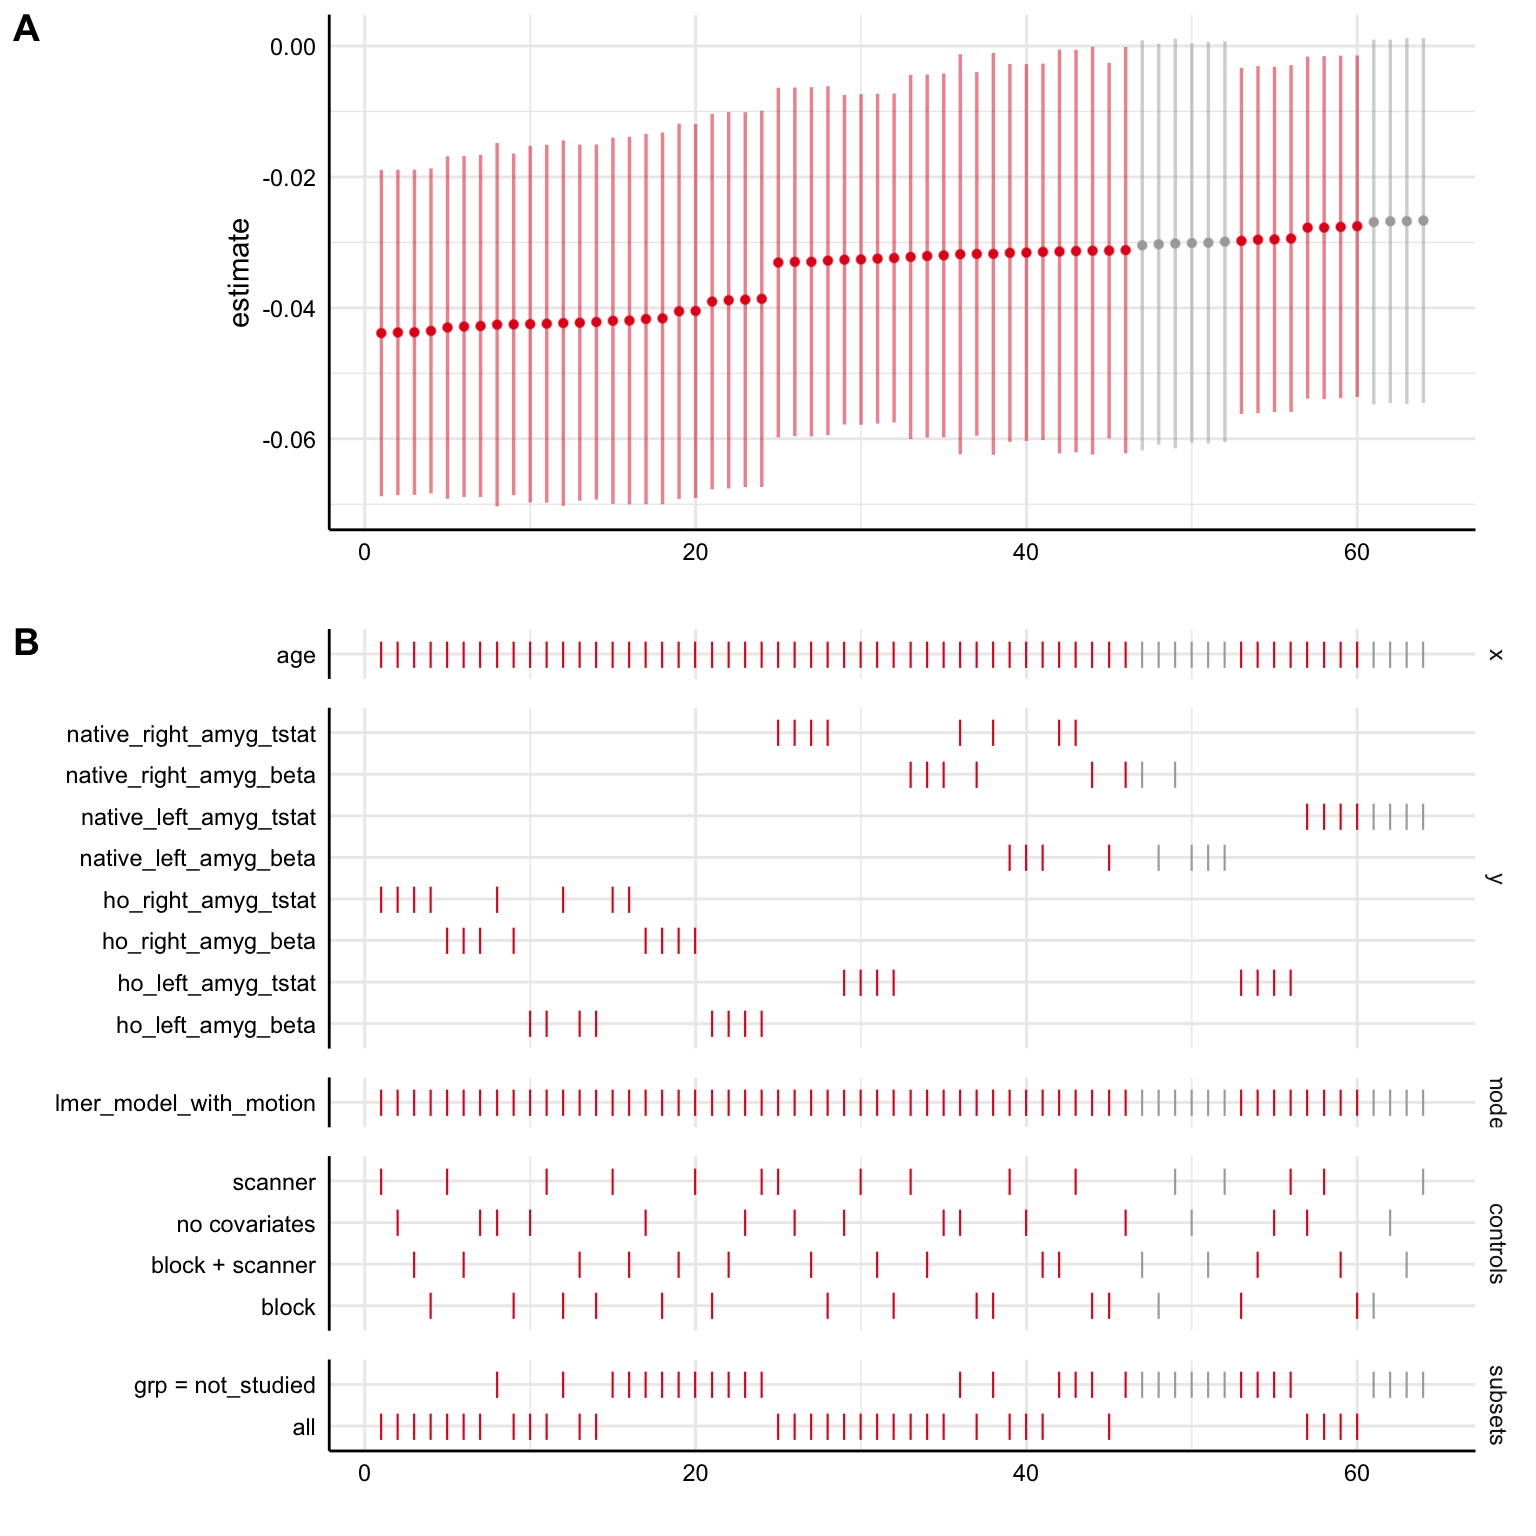 A
0.00
-0.02
-0.04
-0.06
estimate
0 20 40 60
B
age
x
native_right_amyg_tstat
native_right_amyg_beta
native_left_amyg_tstat
native_left_amyg_beta
ho_right_amyg_tstat
ho_right_amyg_beta
ho_left_amyg_tstat
ho_left_amyg_beta
y
lmer_model_with_motion
node
scanner
no covariates
block + scanner
block
controls
grp = not_studied
all
subsets
0 20 40 60